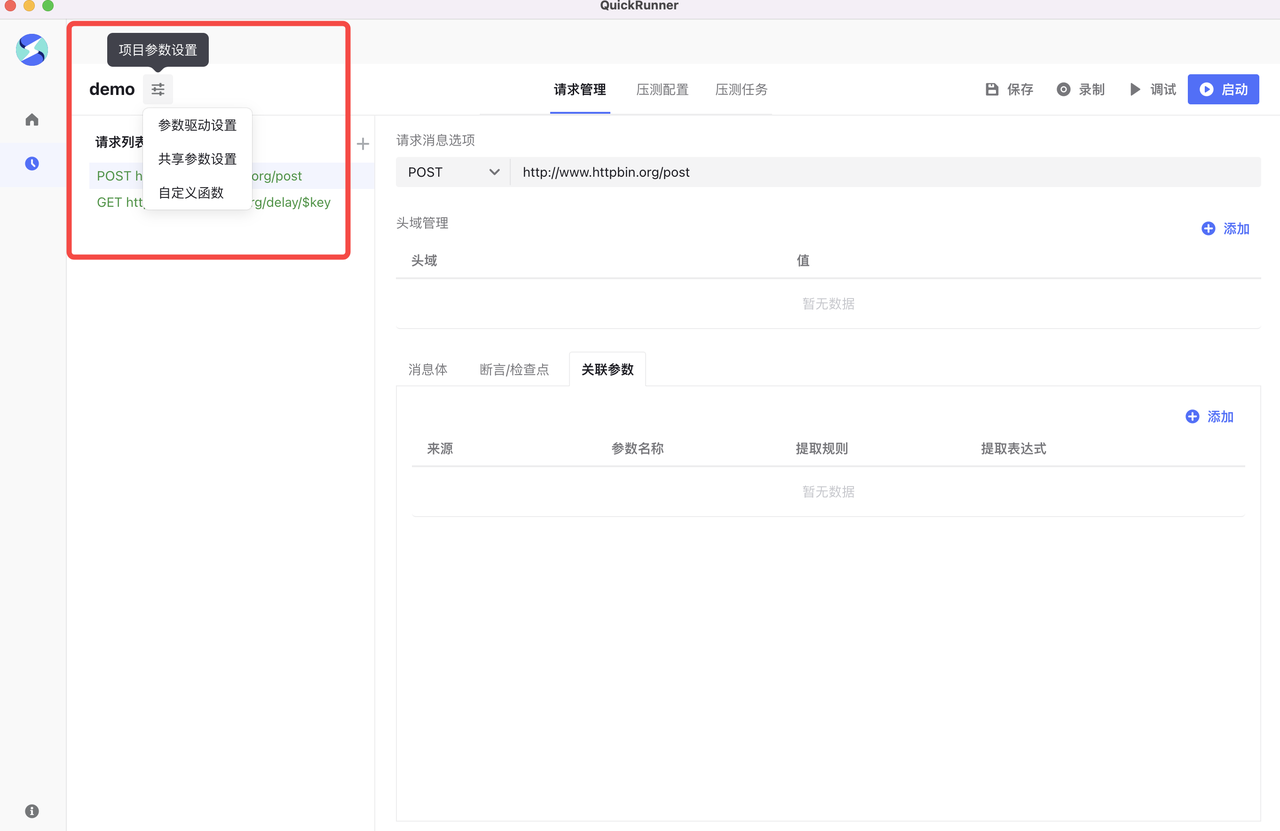 QuickRunner
项目参数设置
demo
请求管理
压测配置
压测任务
保存
录制
调试
启动
参数驱动设置
共享参数设置
自定义函数
请求列表
POST h
org/post
GET htt
rg/delay/$key
请求消息选项
POST
http://www.httpbin.org/post
头域管理
添加
头域
值
暂无数据
消息体
断言/检查点
关联参数
添加
来源
参数名称
提取规则
提取表达式
暂无数据